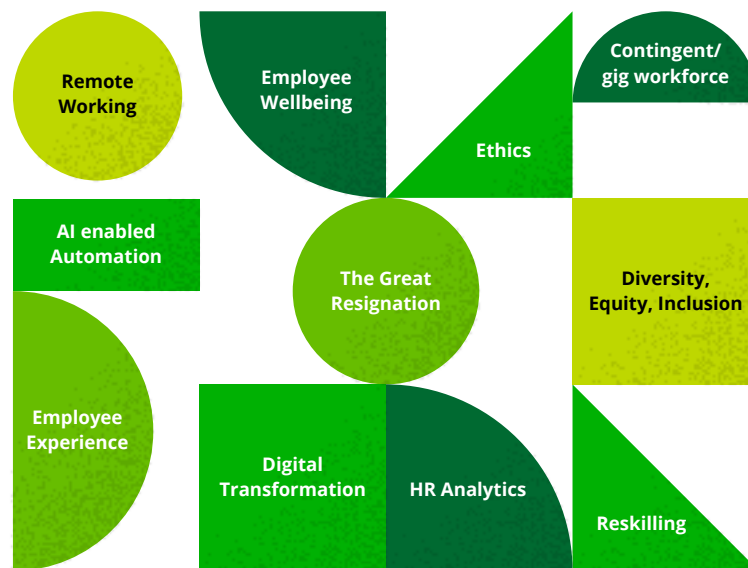 Remote
Working
Employee
Wellbeing
Ethics
Contingent/
gig workforce
AI enabled
Automation
The Great
Resignation
Diversity,
Equity, Inclusion
Employee
Experience
Digital
Transformation
HR Analytics
Reskilling